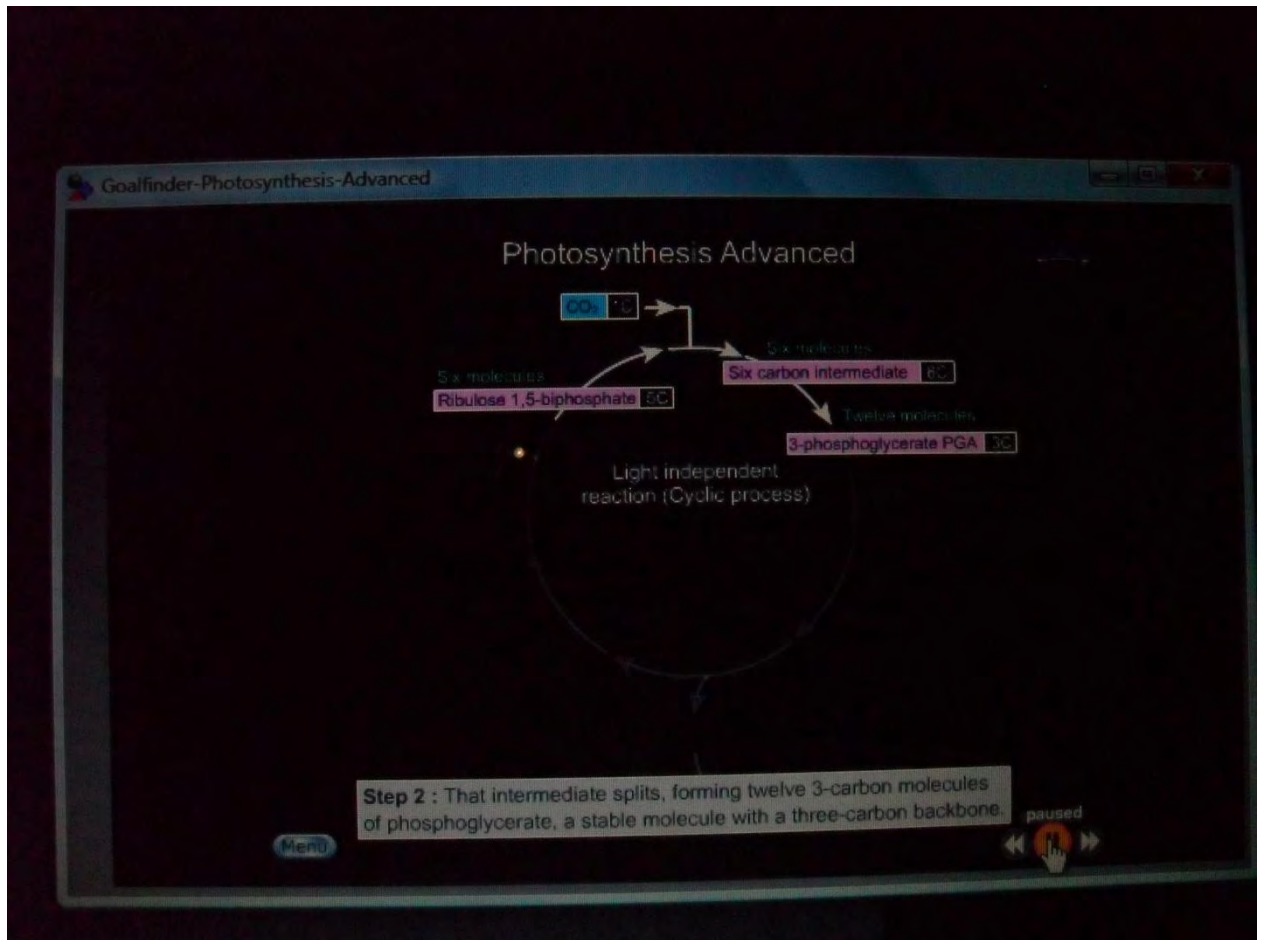 Goalfinder-Photosynthesis-Advanced
Photosynthesis Advanced
CO₂ 1C
Six molecules
Six carbon intermediate 6C
Six molecules
Ribulose 1,5-biphosphate 5C
Twelve molecules
3-phosphoglycerate PGA 3C
Light independent
reaction (Cyclic process)
Step 2 : That intermediate splits, forming twelve 3-carbon molecules
of phosphoglycerate, a stable molecule with a three-carbon backbone.
paused
Menu